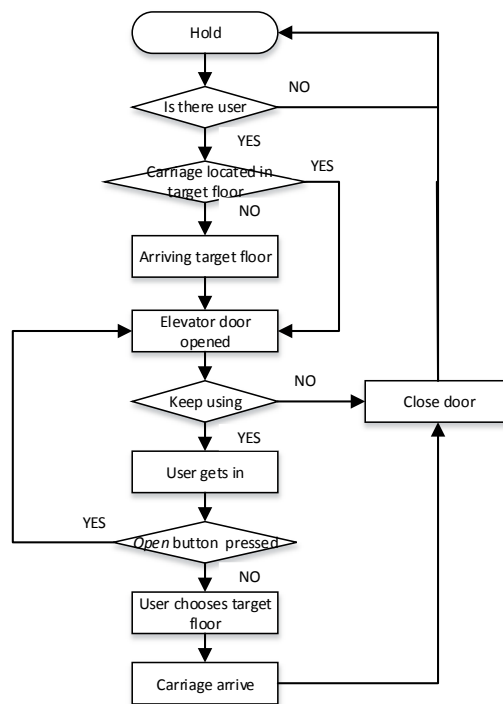 Hold
NO
Is there user
YES
Carriage located in
target floor
YES
NO
Arriving target floor
Elevator door
opened
NO
Keep using
Close door
YES
User gets in
YES
Open button pressed
NO
User chooses target
floor
Carriage arrive